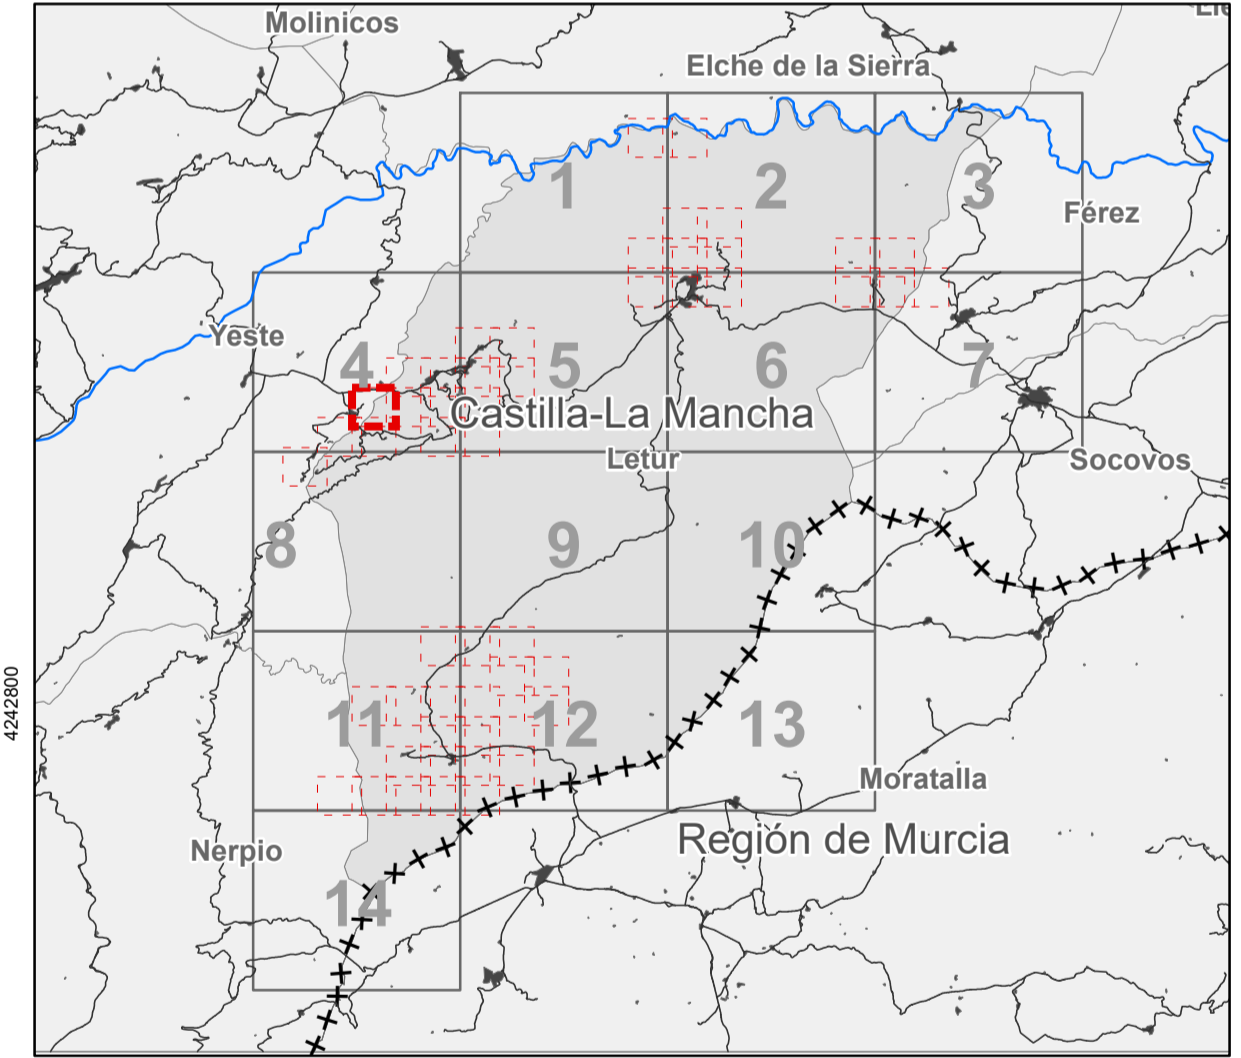 Molinicos
Elche de la Sierra
1
2
3
Férez
Yeste
4
5
6
7
Castilla-La Mancha
Letur
Socovos
8
9
10
4242800
11
12
13
Moratalla
Región de Murcia
Nerpio
14